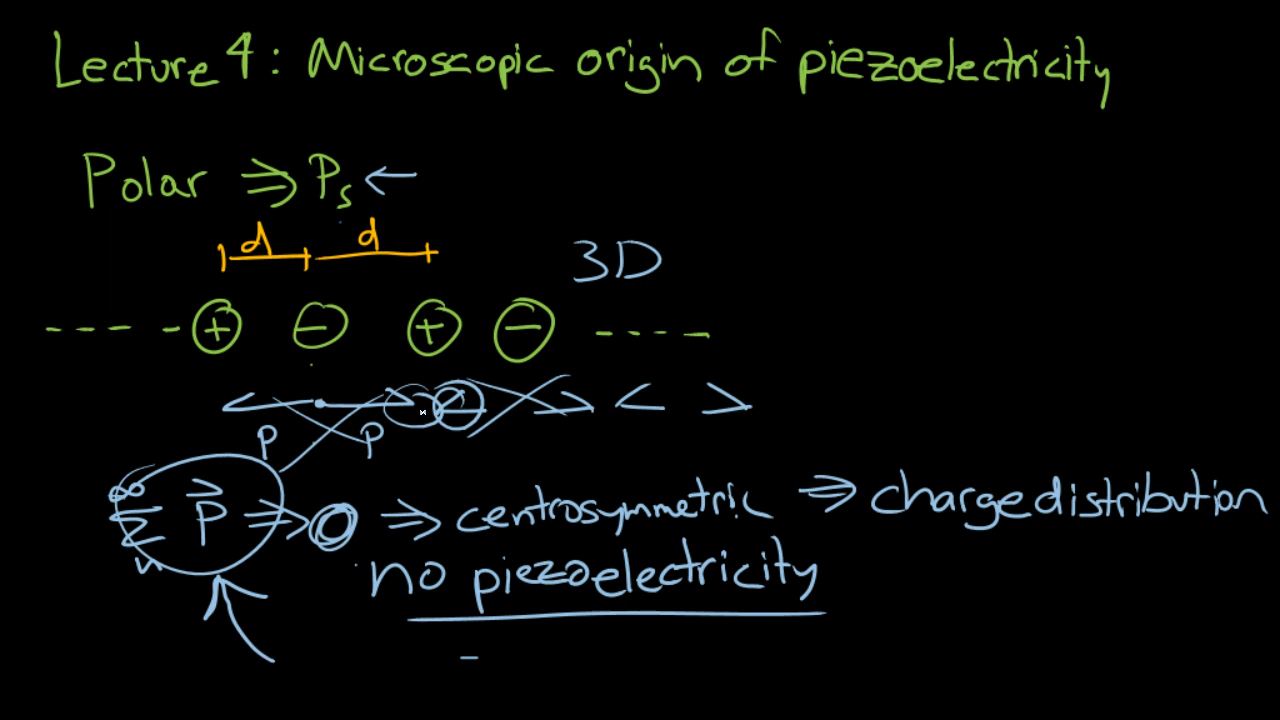 Lecture 4: Microscopic origin of piezoelectricity
Polar ⇒ Ps ←
d d
3D
- - - - - + − + − - - - -
P P
∞
Σ P ⇒ 0 ⇒ centrosymmetric ⇒ charge distribution
n
no piezoelectricity